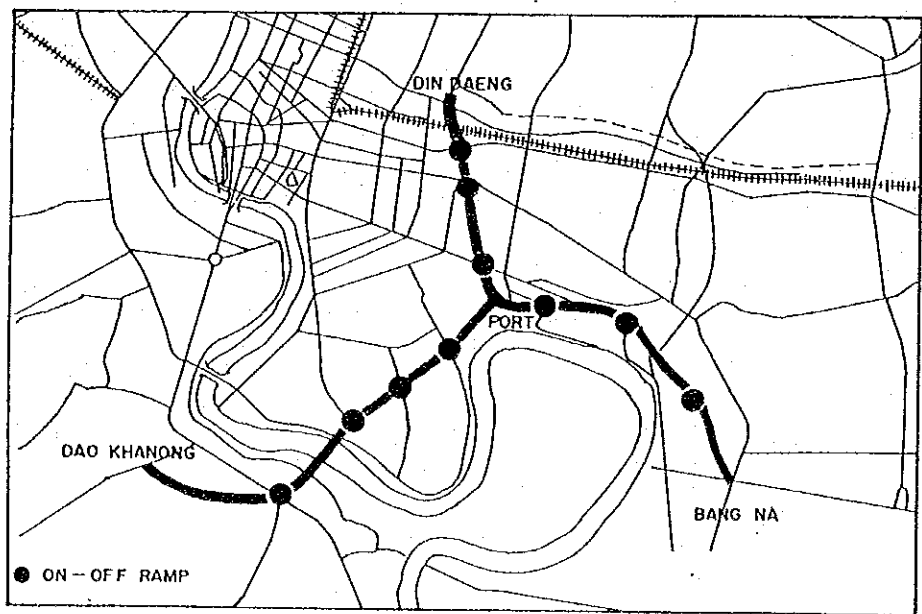 DIN DAENG
PORT
DAO KHANONG
BANG NA
ON-OFF RAMP